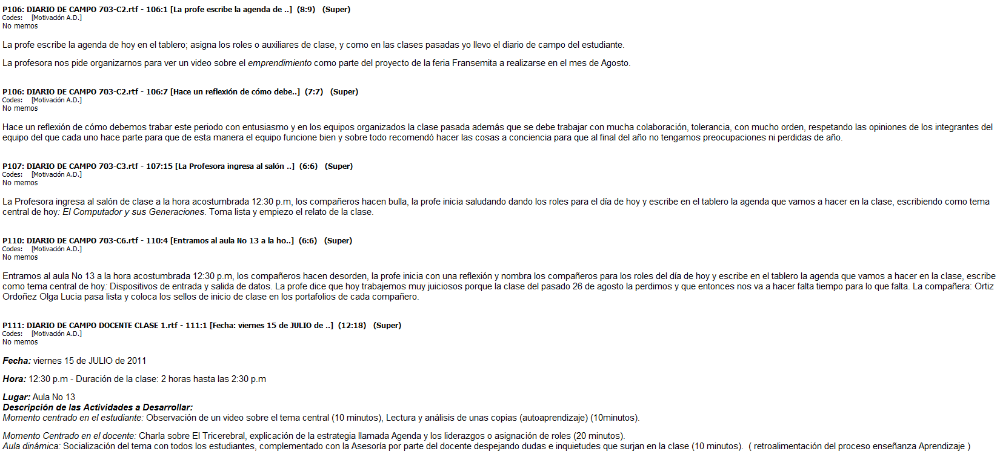 P106: DIARIO DE CAMPO 703-C2.rtf - 106:1 [La profe escribe la agenda de ..]  (8:9)   (Super)
Codes:    [Motivación A.D.]
No memos
La profe escribe la agenda de hoy en el tablero; asigna los roles o auxiliares de clase, y como en las clases pasadas yo llevo el diario de campo del estudiante.
La profesora nos pide organizarnos para ver un video sobre el emprendimiento como parte del proyecto de la feria Fransemita a realizarse en el mes de Agosto.
P106: DIARIO DE CAMPO 703-C2.rtf - 106:7 [Hace un reflexión de cómo debe..]  (7:7)   (Super)
Codes:    [Motivación A.D.]
No memos
Hace un reflexión de cómo debemos trabar este periodo con entusiasmo y en los equipos organizados la clase pasada además que se debe trabajar con mucha colaboración, tolerancia, con mucho orden, respetando las opiniones de los integrantes del
equipo del que cada uno hace parte para que de esta manera el equipo funcione bien y sobre todo recomendó hacer las cosas a conciencia para que al final del año no tengamos preocupaciones ni perdidas de año.
P107: DIARIO DE CAMPO 703-C3.rtf - 107:15 [La Profesora ingresa al salón ..]  (6:6)   (Super)
Codes:    [Motivación A.D.]
No memos
La Profesora ingresa al salón de clase a la hora acostumbrada 12:30 p.m, los compañeros hacen bulla, la profe inicia saludando dando los roles para el día de hoy y escribe en el tablero la agenda que vamos a hacer en la clase, escribiendo como tema
central de hoy: El Computador y sus Generaciones. Toma lista y empiezo el relato de la clase.
P110: DIARIO DE CAMPO 703-C6.rtf - 110:4 [Entramos al aula No 13 a la ho..]  (6:6)   (Super)
Codes:    [Motivación A.D.]
No memos
Entramos al aula No 13 a la hora acostumbrada 12:30 p.m, los compañeros hacen desorden, la profe inicia con una reflexión y nombra los compañeros para los roles del día de hoy y escribe en el tablero la agenda que vamos a hacer en la clase, escribe
como tema central de hoy: Dispositivos de entrada y salida de datos. La profe dice que hoy trabajemos muy juiciosos porque la clase del pasado 26 de agosto la perdimos y que entonces nos va a hacer falta tiempo para lo que falta. La compañera: Ortiz
Ordoñez Olga Lucia pasa lista y coloca los sellos de inicio de clase en los portafolios de cada compañero.
P111: DIARIO DE CAMPO DOCENTE CLASE 1.rtf - 111:1 [Fecha: viernes 15 de JULIO de ..]  (12:18)   (Super)
Codes:    [Motivación A.D.]
No memos
Fecha: viernes 15 de JULIO de 2011
Hora: 12:30 p.m - Duración de la clase: 2 horas hasta las 2:30 p.m
Lugar: Aula No 13
Descripción de las Actividades a Desarrollar:
Momento centrado en el estudiante: Observación de un video sobre el tema central (10 minutos), Lectura y análisis de unas copias (autoaprendizaje) (10minutos).
Momento Centrado en el docente: Charla sobre El Tricerebral, explicación de la estrategia llamada Agenda y los liderazgos o asignación de roles (20 minutos).
Aula dinámica: Socialización del tema con todos los estudiantes, complementado con la Asesoría por parte del docente despejando dudas e inquietudes que surjan en la clase (10 minutos).  ( retroalimentación del proceso enseñanza Aprendizaje )